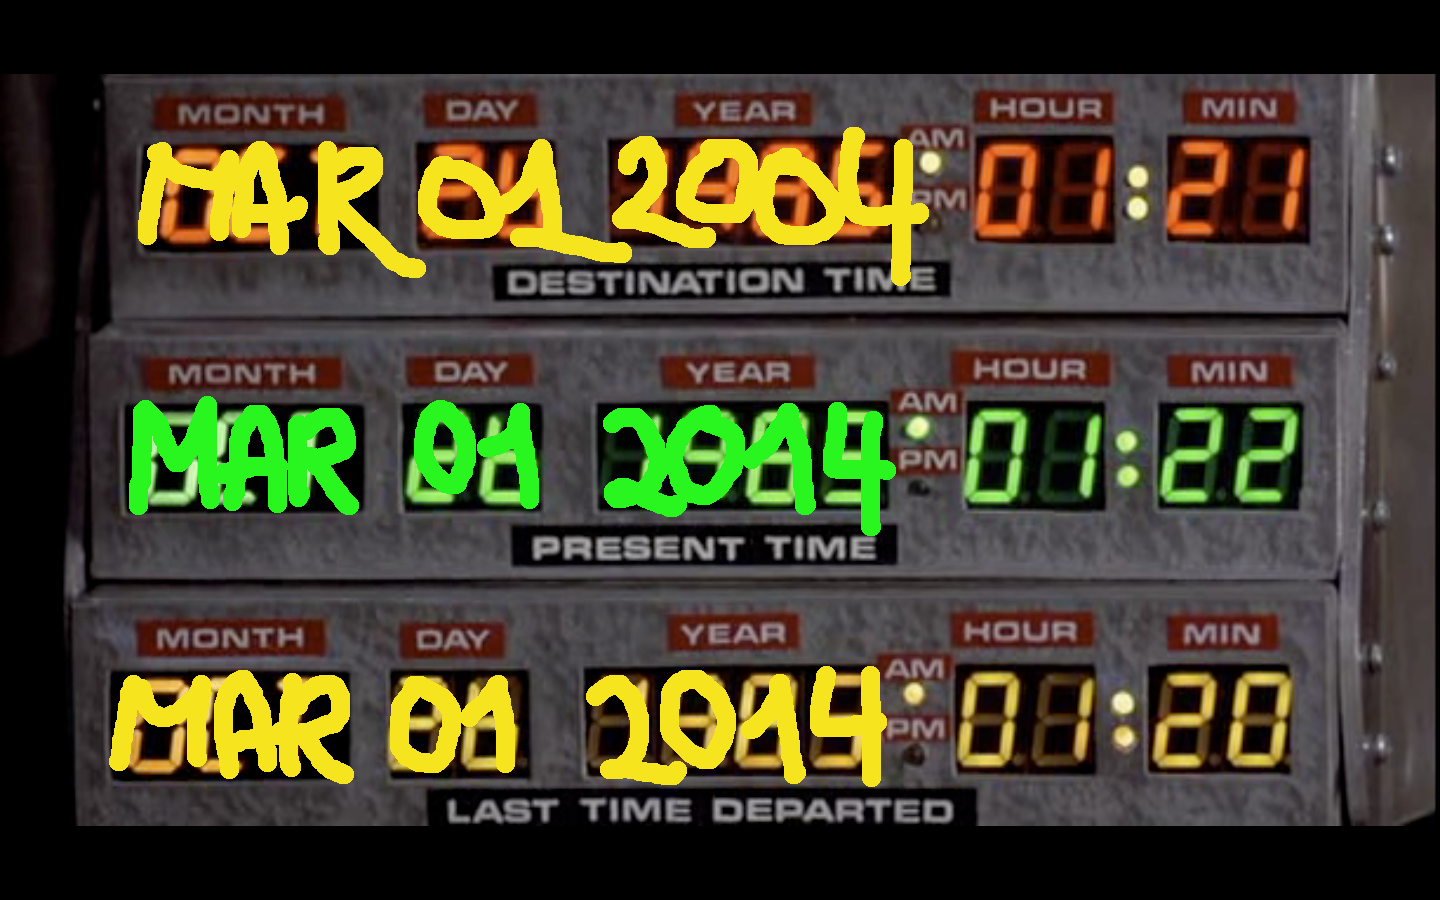 MONTH DAY YEAR HOUR MIN
MAR 01 2004 AM PM 01:21
DESTINATION TIME
MONTH DAY YEAR HOUR MIN
MAR 01 2014 AM PM 01:22
PRESENT TIME
MONTH DAY YEAR HOUR MIN
MAR 01 2014 AM PM 01:20
LAST TIME DEPARTED